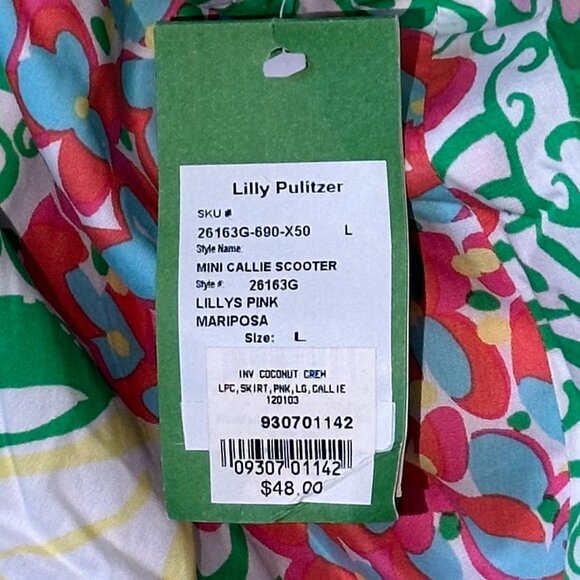 Lilly Pulitzer
SKU #
26163G-690-X50 L
Style Name:
MINI CALLIE SCOOTER
Style #: 26163G
LILLYS PINK
MARIPOSA
Size: L
INV COCONUT CREM
LPC,SKIRT,PNK,LG,CALLIE
120103
930701142
09307 01142
$48.00